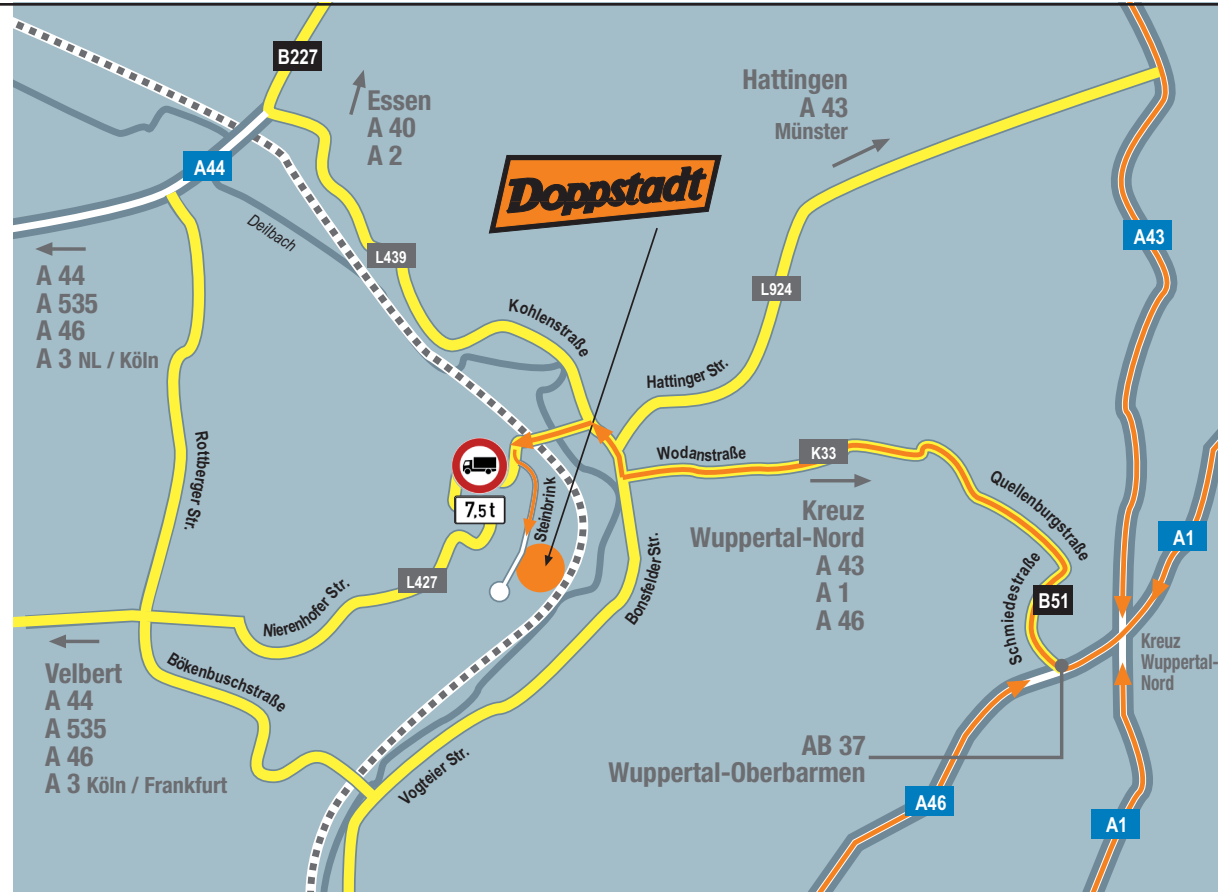 B227
Essen
A 40
A 2
Hattingen
A 43
Münster
A44
Doppstadt
Deilbach
A43
L439
A 44
A 535
A 46
A 3 NL / Köln
L924
Kohlenstraße
Hattinger Str.
Rottberger Str.
Wodanstraße
K33
Quellenburgstraße
7,5 t
Steinbrink
Kreuz
Wuppertal-Nord
A 43
A 1
A 46
A1
L427
Nierenhofer Str.
Bonsfelder Str.
Schmiedestraße
B51
Kreuz
Wuppertal-
Nord
Velbert
A 44
A 535
A 46
A 3 Köln / Frankfurt
Bökenbuschstraße
Vogteier Str.
AB 37
Wuppertal-Oberbarmen
A46
A1